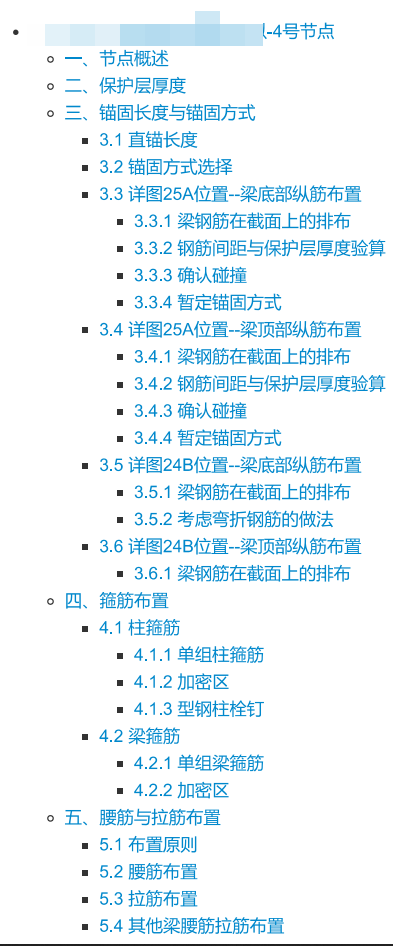 -4号节点
一、节点概述
二、保护层厚度
三、锚固长度与锚固方式
3.1 直锚长度
3.2 锚固方式选择
3.3 详图25A位置--梁底部纵筋布置
3.3.1 梁钢筋在截面上的排布
3.3.2 钢筋间距与保护层厚度验算
3.3.3 确认碰撞
3.3.4 暂定锚固方式
3.4 详图25A位置--梁顶部纵筋布置
3.4.1 梁钢筋在截面上的排布
3.4.2 钢筋间距与保护层厚度验算
3.4.3 确认碰撞
3.4.4 暂定锚固方式
3.5 详图24B位置--梁底部纵筋布置
3.5.1 梁钢筋在截面上的排布
3.5.2 考虑弯折钢筋的做法
3.6 详图24B位置--梁顶部纵筋布置
3.6.1 梁钢筋在截面上的排布
四、箍筋布置
4.1 柱箍筋
4.1.1 单组柱箍筋
4.1.2 加密区
4.1.3 型钢柱栓钉
4.2 梁箍筋
4.2.1 单组梁箍筋
4.2.2 加密区
五、腰筋与拉筋布置
5.1 布置原则
5.2 腰筋布置
5.3 拉筋布置
5.4 其他梁腰筋拉筋布置